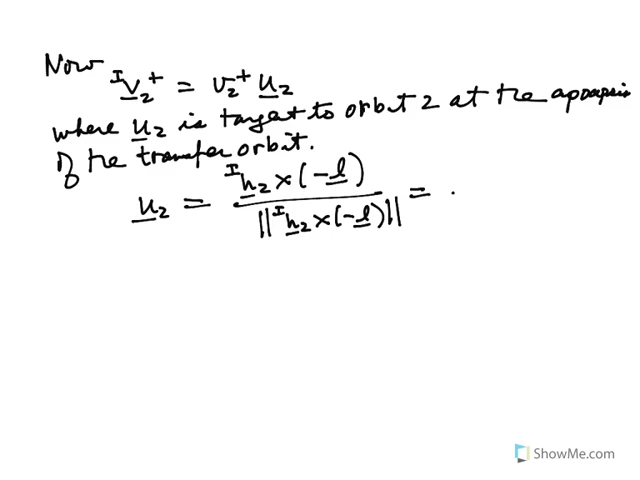 Now
ᴵv₂⁺ = v₂⁺ u₂
where u₂ is tangent to orbit 2 at the apoapsis
of the transfer orbit.
u₂ = ᴵh₂ × (-l) / ||ᴵh₂ × (-l)|| =
ShowMe.com